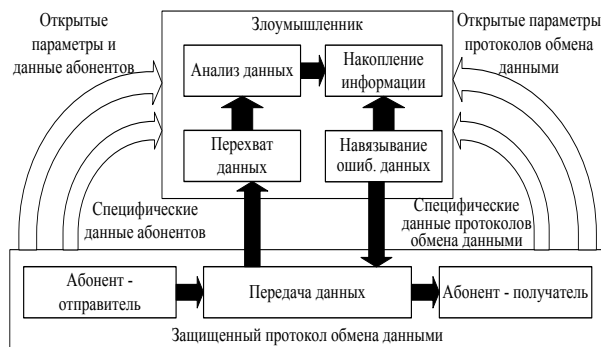 Открытые
параметры и
данные абонентов
Злоумышленник
Открытые параметры
протоколов обмена
данными
Анализ данных
Накопление
информации
Перехват
данных
Навязывание
ошиб. данных
Специфические
данные абонентов
Специфические
данные протоколов
обмена данными
Абонент -
отправитель
Передача данных
Абонент - получатель
Защищенный протокол обмена данными